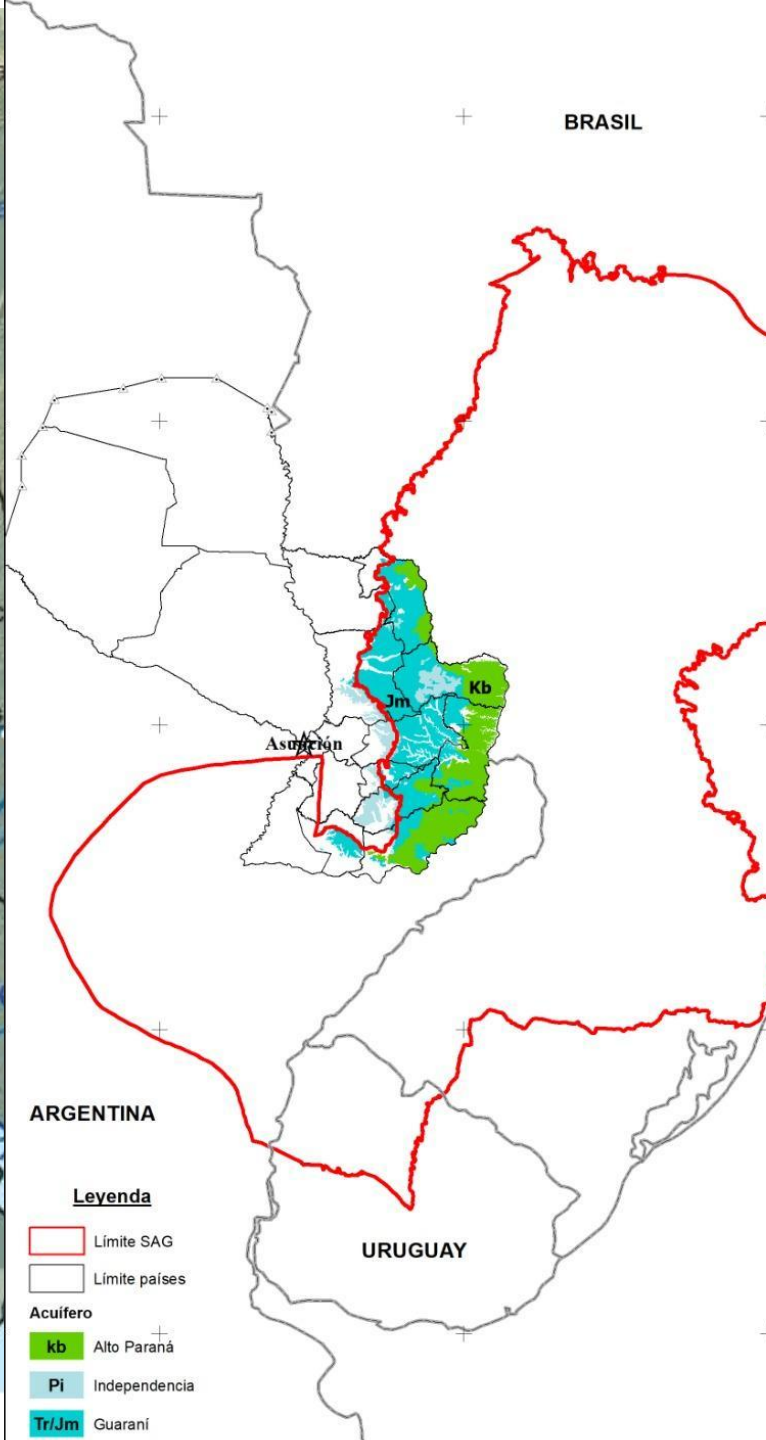 BRASIL
Kb
Jm
Asunción
ARGENTINA
Leyenda
Límite SAG
URUGUAY
Límite países
Acuífero
kb Alto Paraná
Pi Independencia
Tr/Jm Guaraní